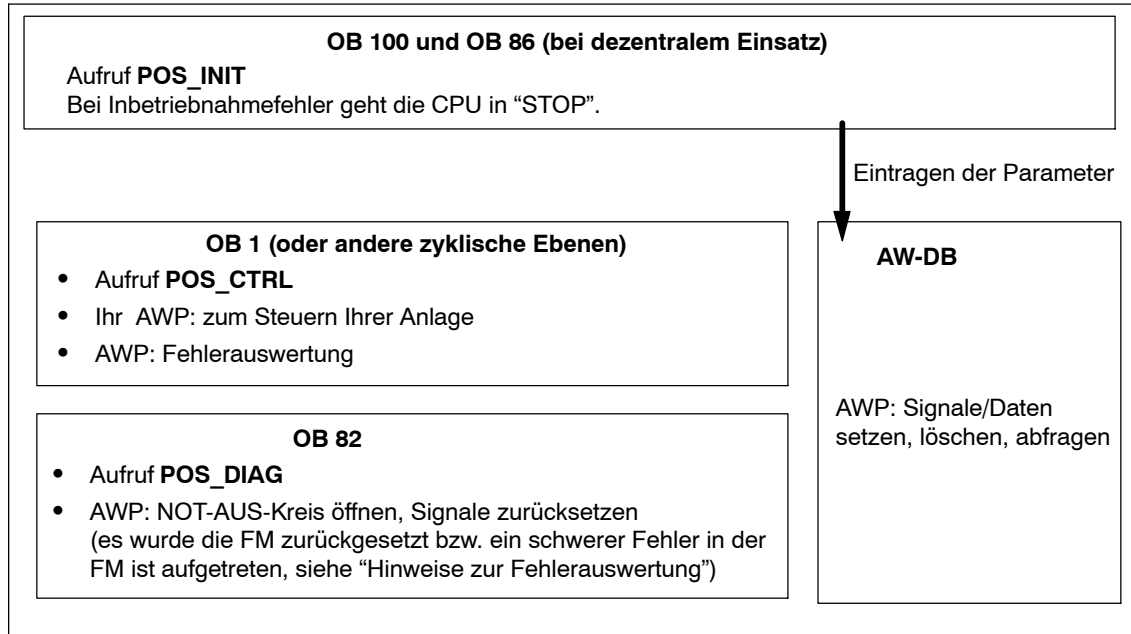 OB 100 und OB 86 (bei dezentralem Einsatz)
Aufruf POS_INIT
Bei Inbetriebnahmefehler geht die CPU in “STOP”.
Eintragen der Parameter
OB 1 (oder andere zyklische Ebenen)
• Aufruf POS_CTRL
• Ihr AWP: zum Steuern Ihrer Anlage
• AWP: Fehlerauswertung
OB 82
• Aufruf POS_DIAG
• AWP: NOT-AUS-Kreis öffnen, Signale zurücksetzen
(es wurde die FM zurückgesetzt bzw. ein schwerer Fehler in der
FM ist aufgetreten, siehe “Hinweise zur Fehlerauswertung”)
AW-DB
AWP: Signale/Daten
setzen, löschen, abfragen